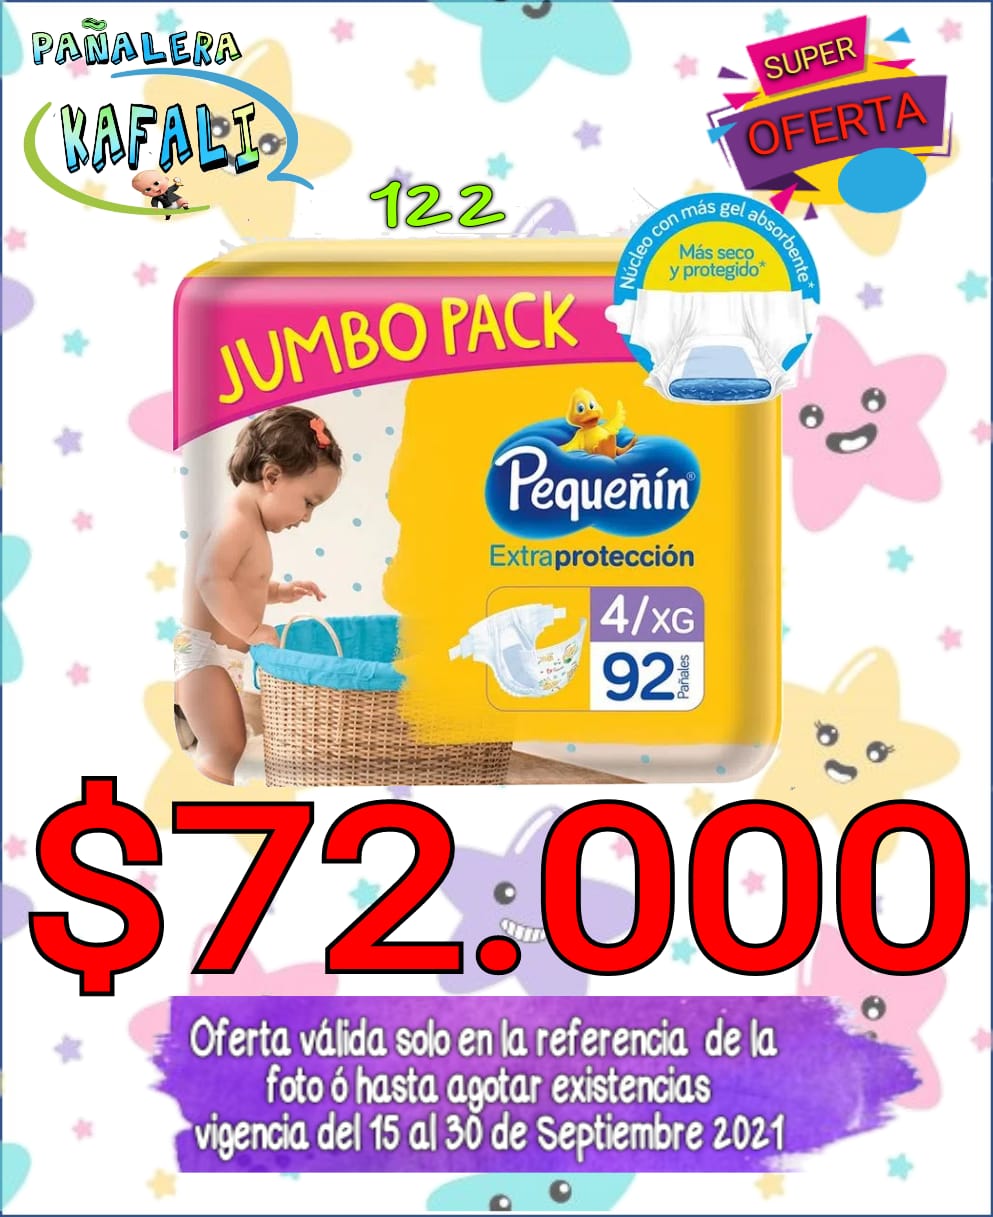 PAÑALERA
KAFALI
SUPER
OFERTA
122
Núcleo con más gel absorbente*
Más seco
y protegido*
JUMBO PACK
Pequeñín®
Extraprotección
4/XG
92
Pañales
$72.000
Oferta válida solo en la referencia de la
foto ó hasta agotar existencias
vigencia del 15 al 30 de Septiembre 2021